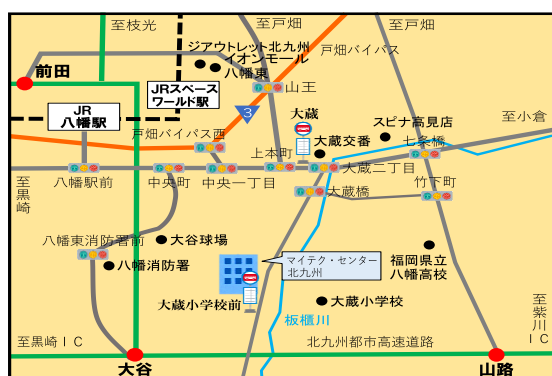 至枝光
至戸畑
至戸畑
ジアウトレット北九州
イオンモール
八幡東
戸畑バイパス
前田
JRスペース
ワールド駅
山王
JR
八幡駅
3
大蔵
スピナ高見店
至小倉
戸畑バイパス西
大蔵交番
七条橋
上本町
至黒崎
八幡駅前
中央町
中央一丁目
大蔵二丁目
大蔵橋
竹下町
八幡東消防署前
大谷球場
マイテク・センター
北九州
福岡県立
八幡高校
八幡消防署
大蔵小学校前
大蔵小学校
板櫃川
至紫川IC
至黒崎IC
北九州都市高速道路
大谷
山路